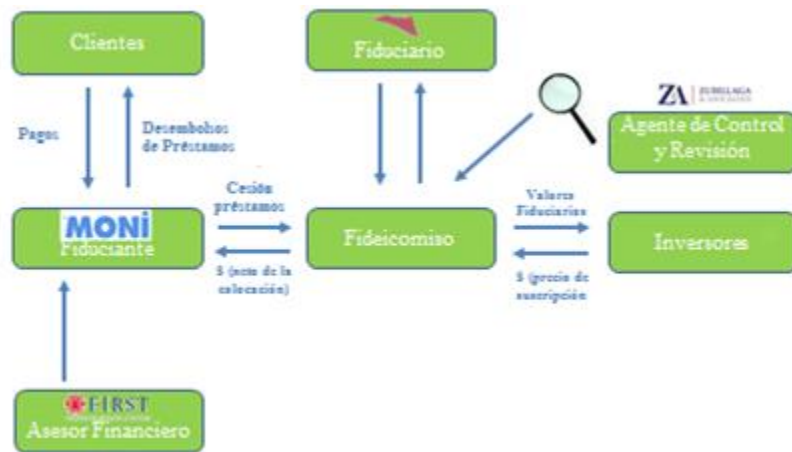 Clientes
Fiduciario
ZA
Agente de Control
y Revisión
Pagos
Desembolsos
de Préstamos
Cesión
préstamos
Valores
Fiduciarios
MONI
Fiduciante
Fideicomiso
Inversores
$ (neto de la
colocación)
$ (precio de
suscripción
FIRST
Asesor Financiero